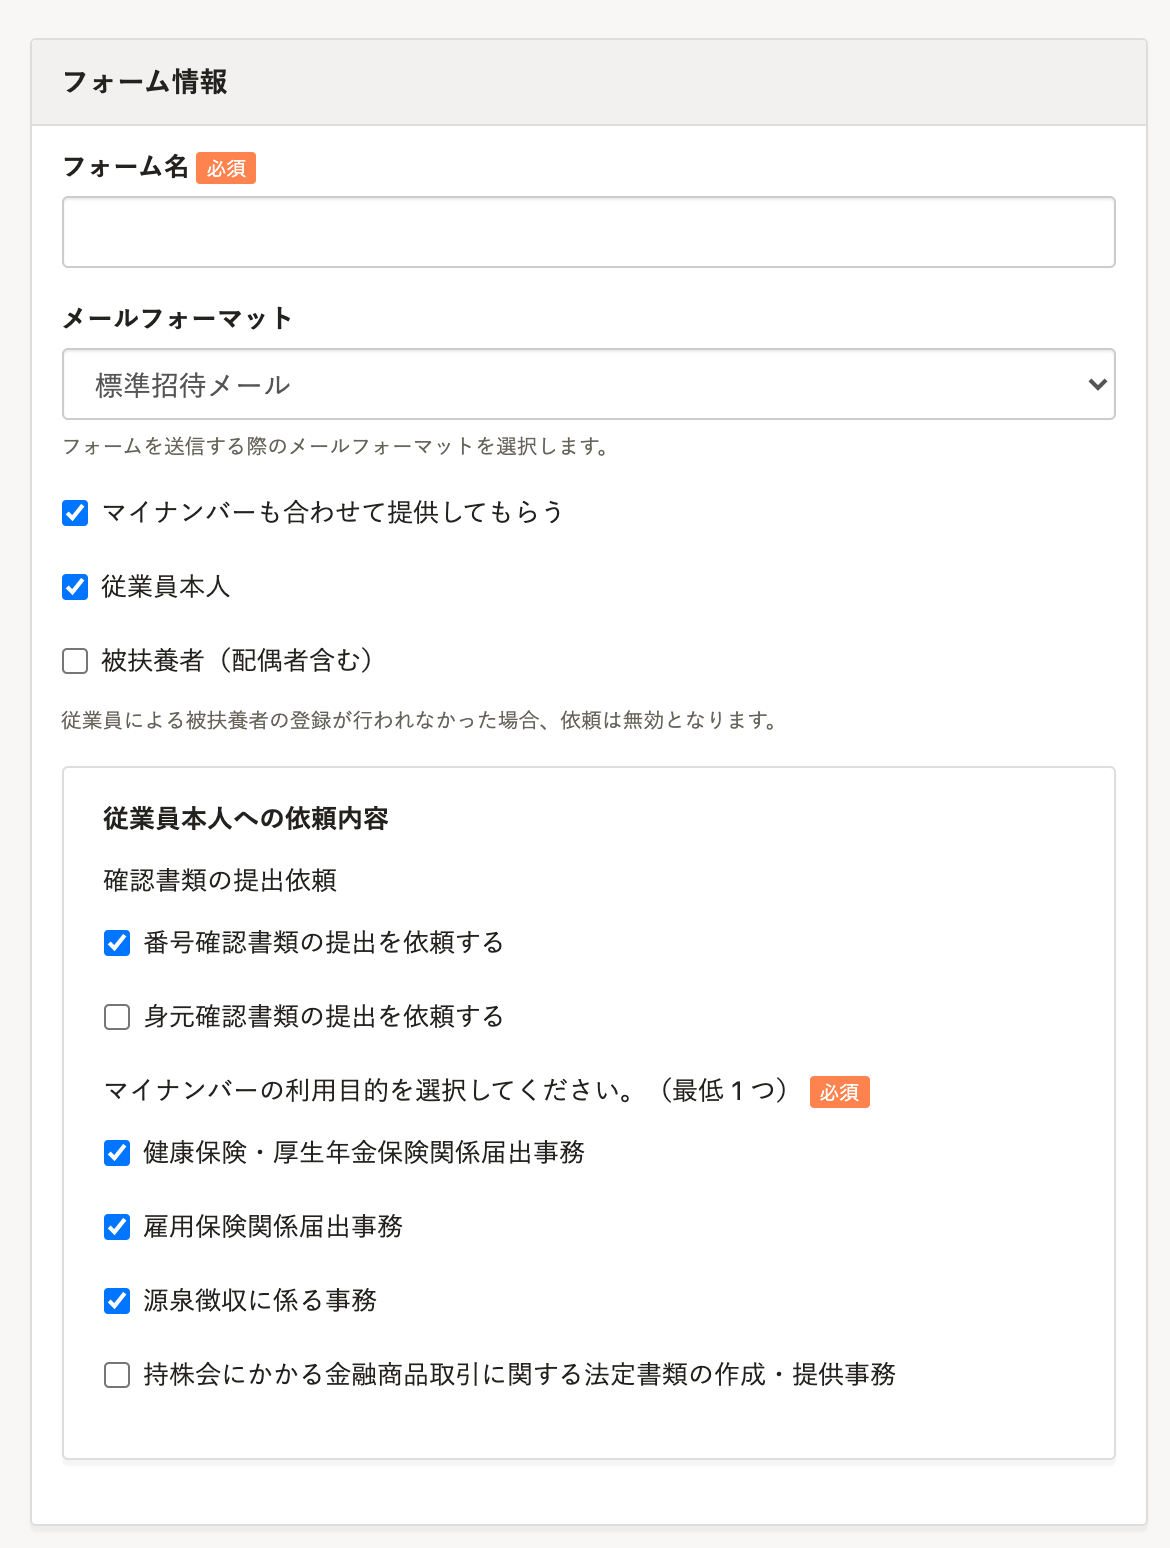 フォーム情報
フォーム名 必須
メールフォーマット
標準招待メール
フォームを送信する際のメールフォーマットを選択します。
マイナンバーも合わせて提供してもらう
従業員本人
被扶養者（配偶者含む）
従業員による被扶養者の登録が行われなかった場合、依頼は無効となります。
従業員本人への依頼内容
確認書類の提出依頼
番号確認書類の提出を依頼する
身元確認書類の提出を依頼する
マイナンバーの利用目的を選択してください。（最低１つ） 必須
健康保険・厚生年金保険関係届出事務
雇用保険関係届出事務
源泉徴収に係る事務
持株会にかかる金融商品取引に関する法定書類の作成・提供事務